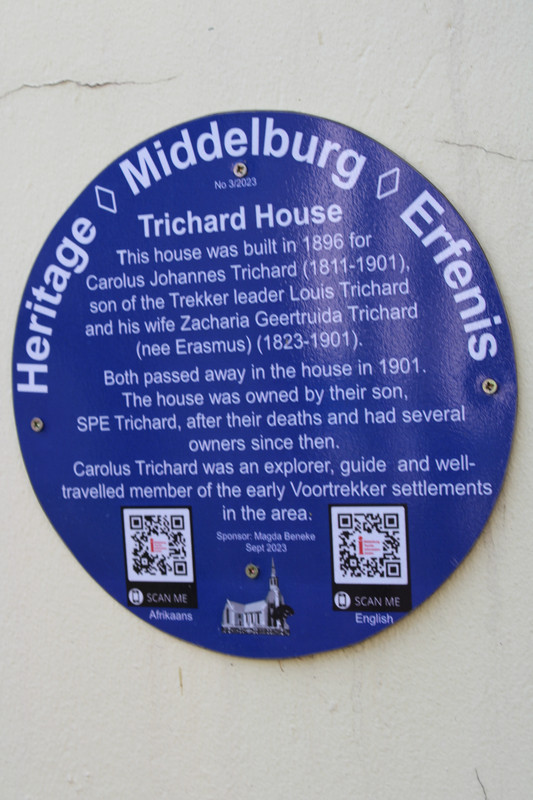 Heritage ◊ Middelburg ◊ Erfenis
No 3/2023
Trichard House
This house was built in 1896 for
Carolus Johannes Trichard (1811-1901),
son of the Trekker leader Louis Trichard
and his wife Zacharia Geertruida Trichard
(nee Erasmus) (1823-1901).
Both passed away in the house in 1901.
The house was owned by their son,
SPE Trichard, after their deaths and had several
owners since then.
Carolus Trichard was an explorer, guide and well-
travelled member of the early Voortrekker settlements
in the area.
Sponsor: Magda Beneke
Sept 2023
SCAN ME
Afrikaans
SCAN ME
English